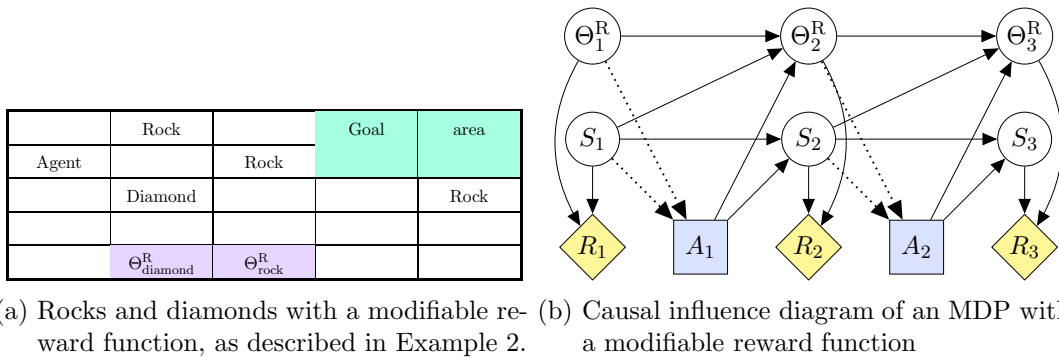 Rock Goal area
Agent Rock
Diamond Rock
Θ^R_diamond Θ^R_rock
a) Rocks and diamonds with a modifiable re-
ward function, as described in Example 2.
Θ^R_1 Θ^R_2 Θ^R_3
S_1 S_2 S_3
R_1 A_1 R_2 A_2 R_3
(b) Causal influence diagram of an MDP with
a modifiable reward function